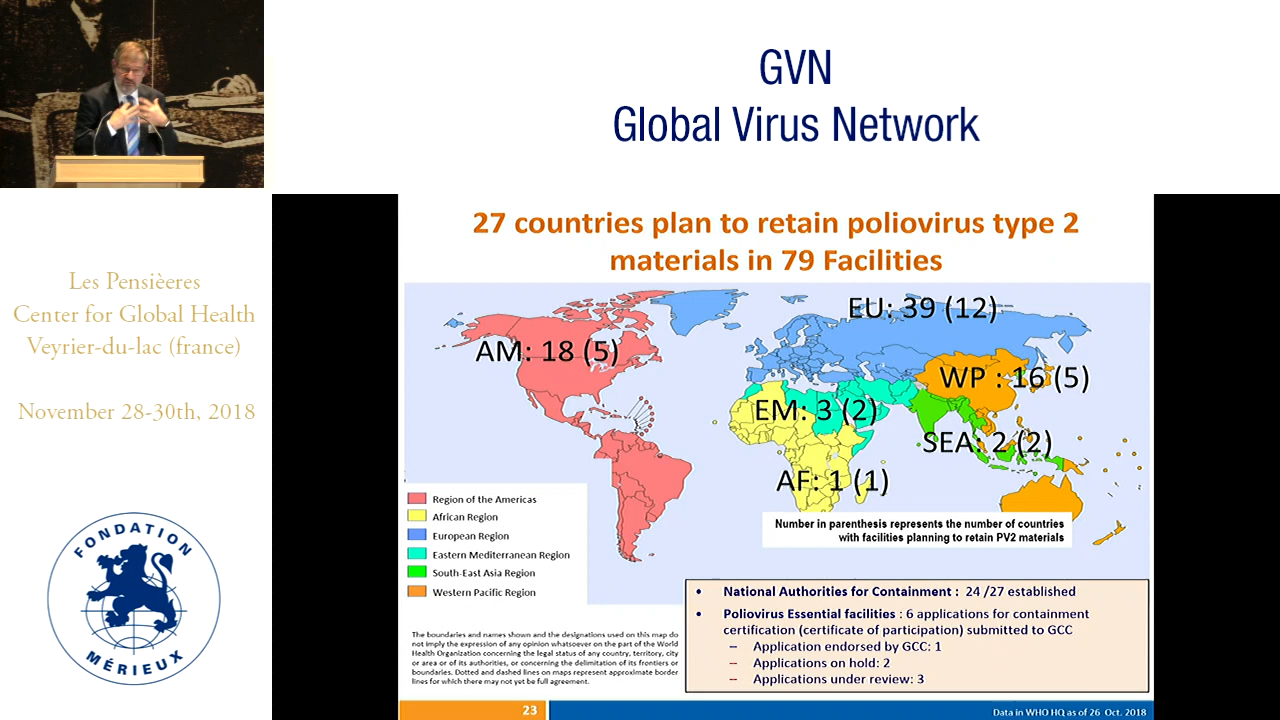 GVN
Global Virus Network
Les Pensièeres
Center for Global Health
Veyrier-du-lac (france)
November 28-30th, 2018
FONDATION
MÉRIEUX
27 countries plan to retain poliovirus type 2
materials in 79 Facilities
EU: 39 (12)
AM: 18 (5)
WP : 16 (5)
EM: 3 (2)
SEA: 2 (2)
AF: 1 (1)
Region of the Americas
African Region
European Region
Eastern Mediterranean Region
South-East Asia Region
Western Pacific Region
Number in parenthesis represents the number of countries
with facilities planning to retain PV2 materials
• National Authorities for Containment : 24 /27 established
• Poliovirus Essential facilities : 6 applications for containment
certification (certificate of participation) submitted to GCC
– Application endorsed by GCC: 1
– Applications on hold: 2
– Applications under review: 3
The boundaries and names shown and the designations used on this map do
not imply the expression of any opinion whatsoever on the part of the World
Health Organization concerning the legal status of any country, territory, city
or area or of its authorities, or concerning the delimitation of its frontiers or
boundaries. Dotted and dashed lines on maps represent approximate border
lines for which there may not yet be full agreement.
23
Data in WHO HQ as of 26 Oct. 2018